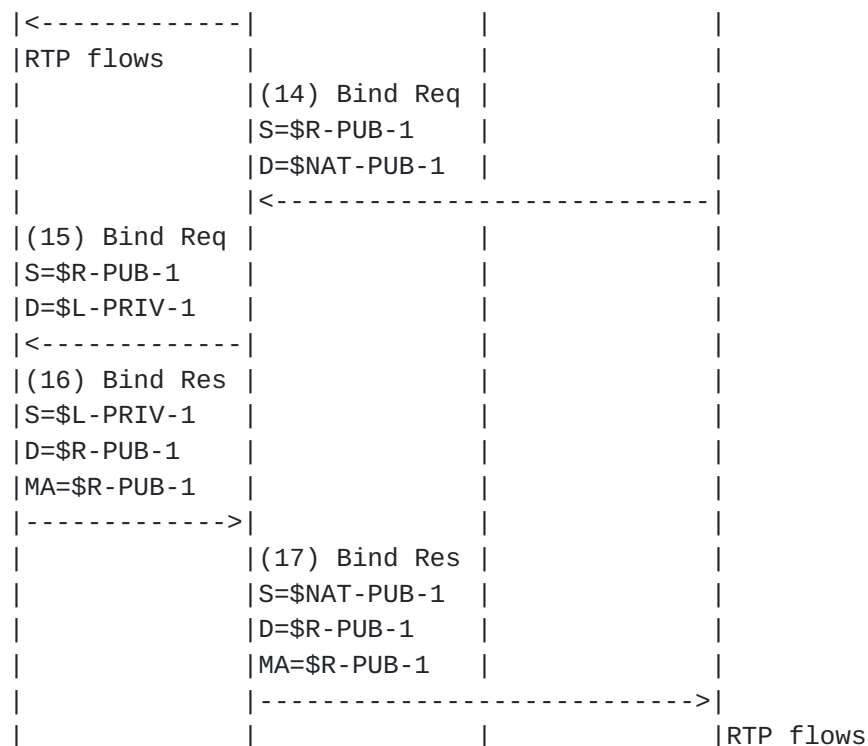 |<-------------|               |               |
|RTP flows     |               |               |
|              |(14) Bind Req |               |
|              |S=$R-PUB-1    |               |
|              |D=$NAT-PUB-1  |               |
|              |<----------------------------|
|(15) Bind Req |               |               |
|S=$R-PUB-1    |               |               |
|D=$L-PRIV-1   |               |               |
|<-------------|               |               |
|(16) Bind Res |               |               |
|S=$L-PRIV-1   |               |               |
|D=$R-PUB-1    |               |               |
|MA=$R-PUB-1   |               |               |
|------------->|               |               |
|              |(17) Bind Res |               |
|              |S=$NAT-PUB-1  |               |
|              |D=$R-PUB-1    |               |
|              |MA=$R-PUB-1   |               |
|              |---------------------------->|
|              |               |               |RTP flows